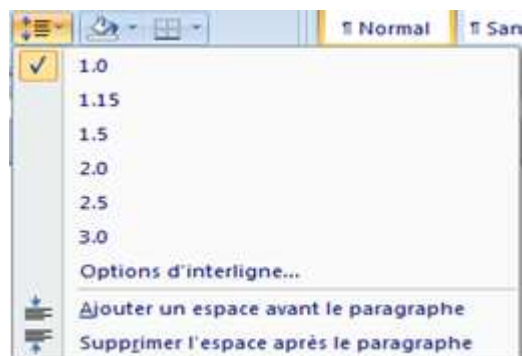 ¶ Normal ¶ San
1.0
1.15
1.5
2.0
2.5
3.0
Options d'interligne...
Ajouter un espace avant le paragraphe
Supprimer l'espace après le paragraphe